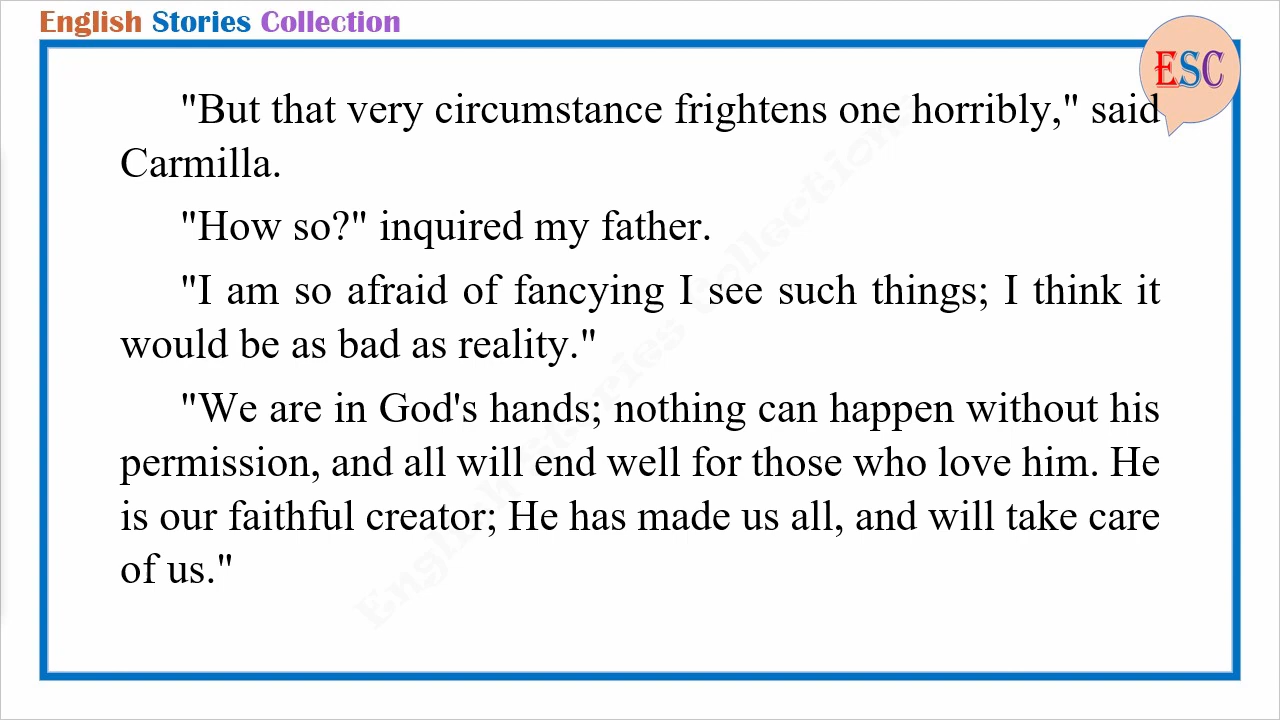 English Stories Collection
ESC
"But that very circumstance frightens one horribly," said
Carmilla.
"How so?" inquired my father.
"I am so afraid of fancying I see such things; I think it
would be as bad as reality."
"We are in God's hands; nothing can happen without his
permission, and all will end well for those who love him. He
is our faithful creator; He has made us all, and will take care
of us."
English Stories Collection